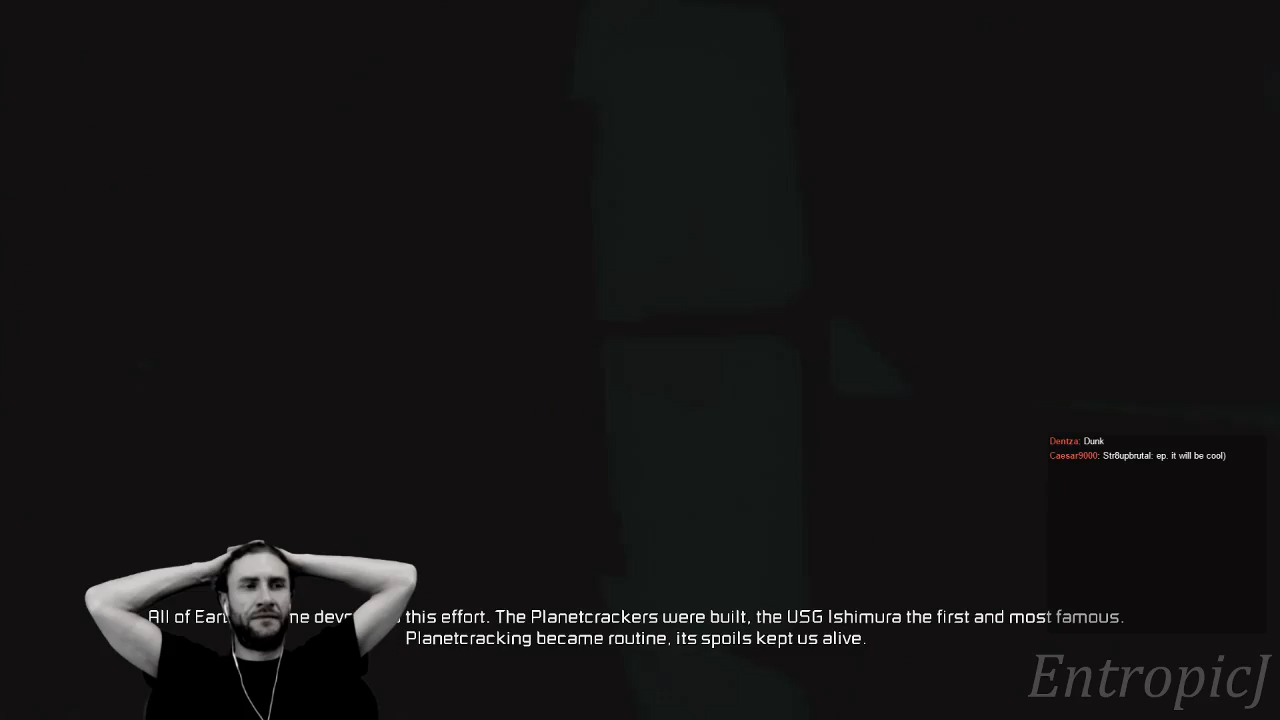 Dentza: Dunk
Caesar9000: Str8upbrutal: ep. it will be cool)
All of this effort. The Planetcrackers were built, the USG Ishimura the first and most famous.
Planetcracking became routine, its spoils kept us alive.
EntropicJ